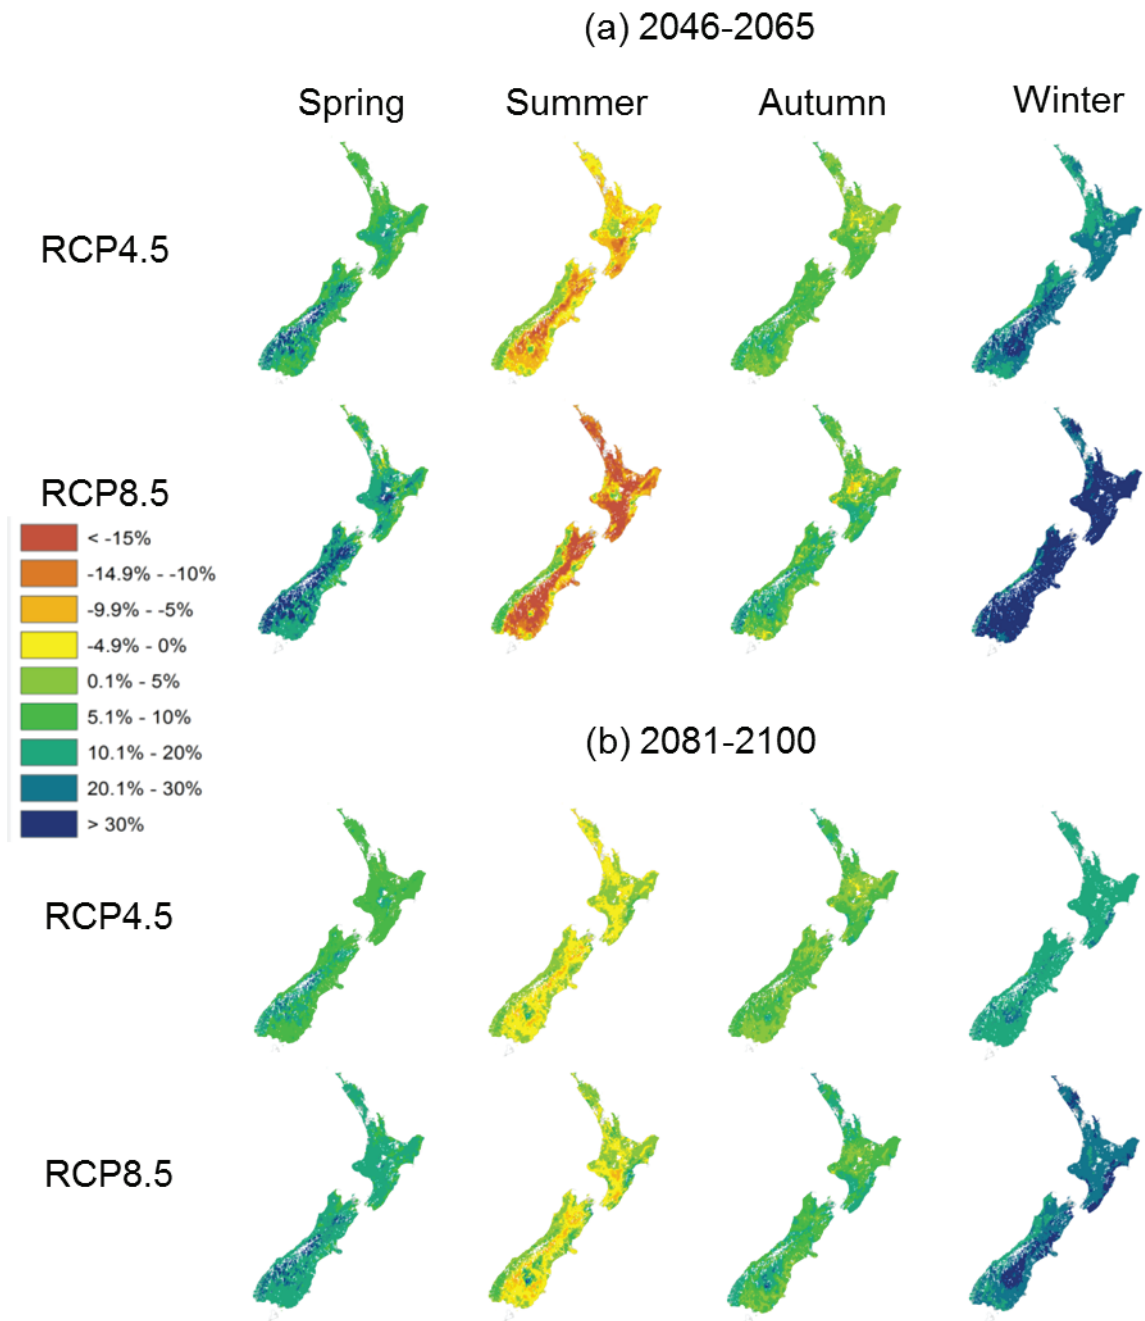 (a) 2046-2065
Spring Summer Autumn Winter
RCP4.5
RCP8.5
< -15%
-14.9% - -10%
-9.9% - -5%
-4.9% - 0%
0.1% - 5%
5.1% - 10%
10.1% - 20%
20.1% - 30%
> 30%
(b) 2081-2100
RCP4.5
RCP8.5